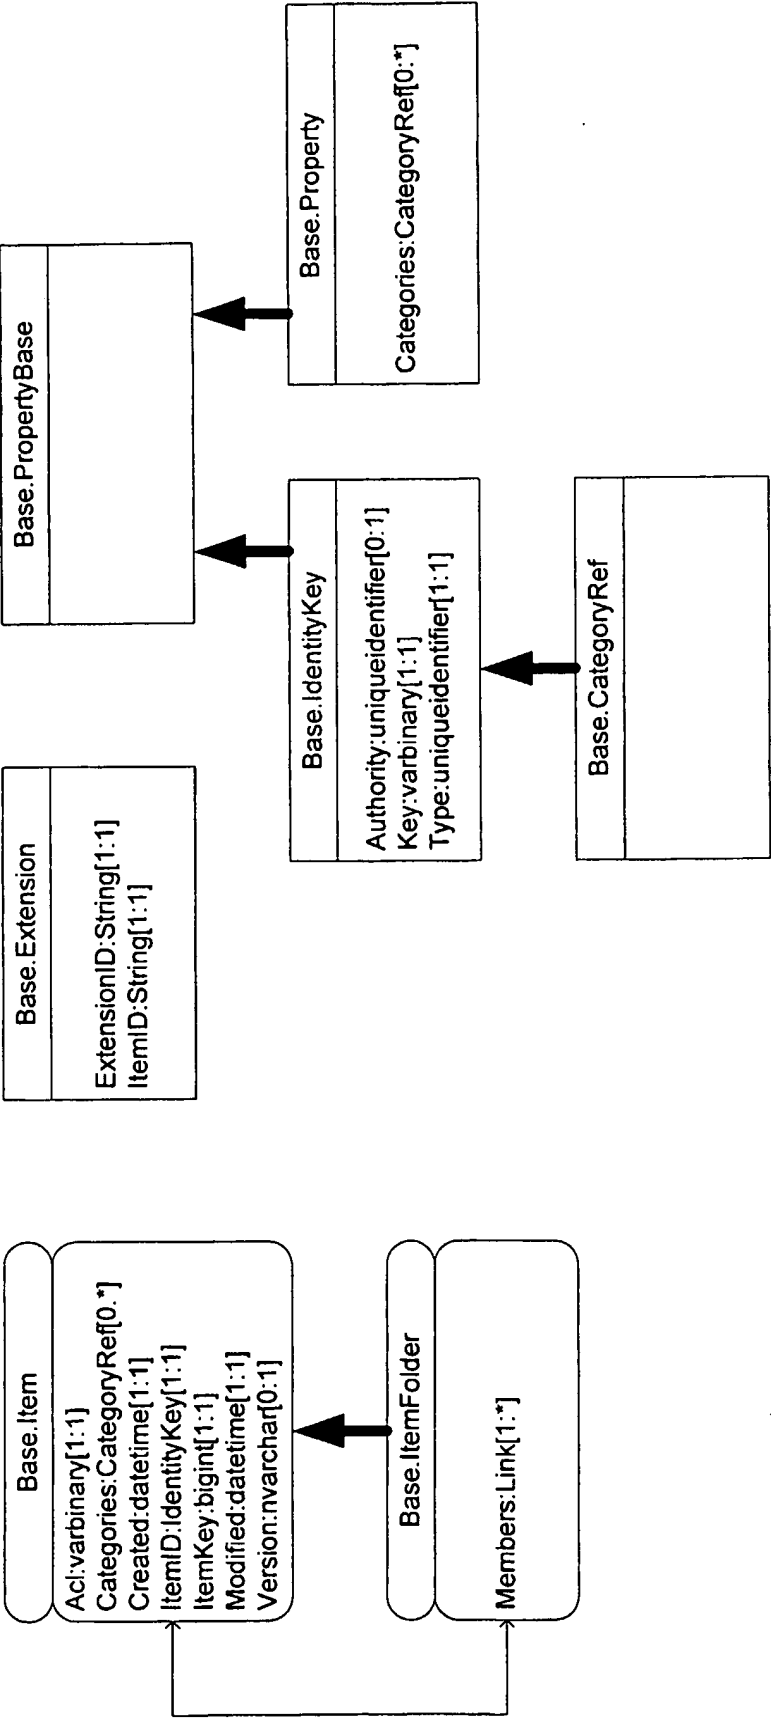 Base.Item
Acl:varbinary[1:1]
Categories:CategoryRef[0.*]
Created:datetime[1:1]
ItemID:IdentityKey[1:1]
ItemKey:bigint[1:1]
Modified:datetime[1:1]
Version:nvarchar[0:1]
Base.ItemFolder
Members:Link[1:*]
Base.Extension
ExtensionID:String[1:1]
ItemID:String[1:1]
Base.PropertyBase
Base.IdentityKey
Authority:uniqueidentifier[0:1]
Key:varbinary[1:1]
Type:uniqueidentifier[1:1]
Base.Property
Categories:CategoryRef[0:*]
Base.CategoryRef